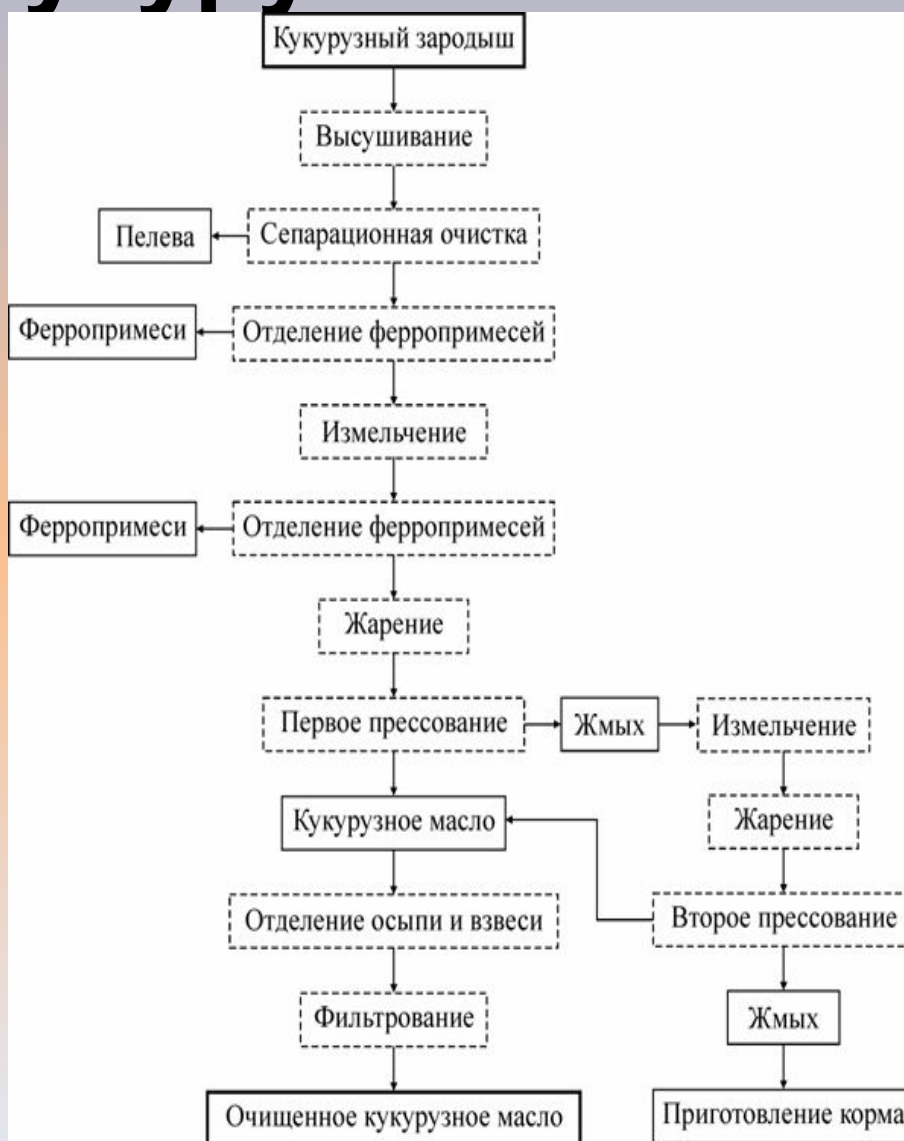 Кукурузный зародыш
Высушивание
Пелева
Сепарационная очистка
Ферропримеси
Отделение ферропримесей
Измельчение
Ферропримеси
Отделение ферропримесей
Жарение
Первое прессование
Жмых
Измельчение
Кукурузное масло
Жарение
Отделение осыпи и взвеси
Второе прессование
Фильтрование
Жмых
Очищенное кукурузное масло
Приготовление корма